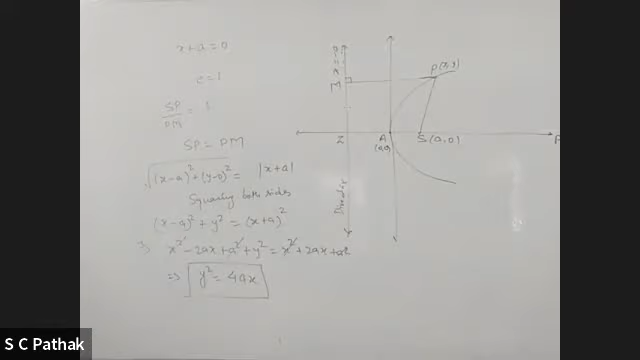 x+a=0
e=1
SP/PM = 1
SP = PM
√(x-a)²+(y-0)² = |x+a|
Squaring both sides
(x-a)²+y² = (x+a)²
⇒ x²-2ax+a²+y² = x²+2ax+a²
⇒ y²=4ax
M
P(x,y)
Z
A
(0,0)
S(a,0)
Directrix
S C Pathak